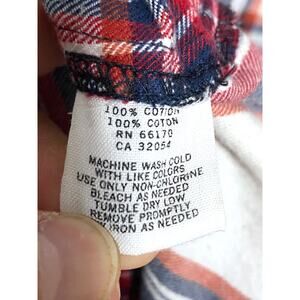 100% COTTON
100% COTON
RN 66170
CA 32054
MACHINE WASH COLD
WITH LIKE COLORS
USE ONLY NON-CHLORINE
BLEACH AS NEEDED
TUMBLE DRY LOW
REMOVE PROMPTLY
IRON AS NEEDED